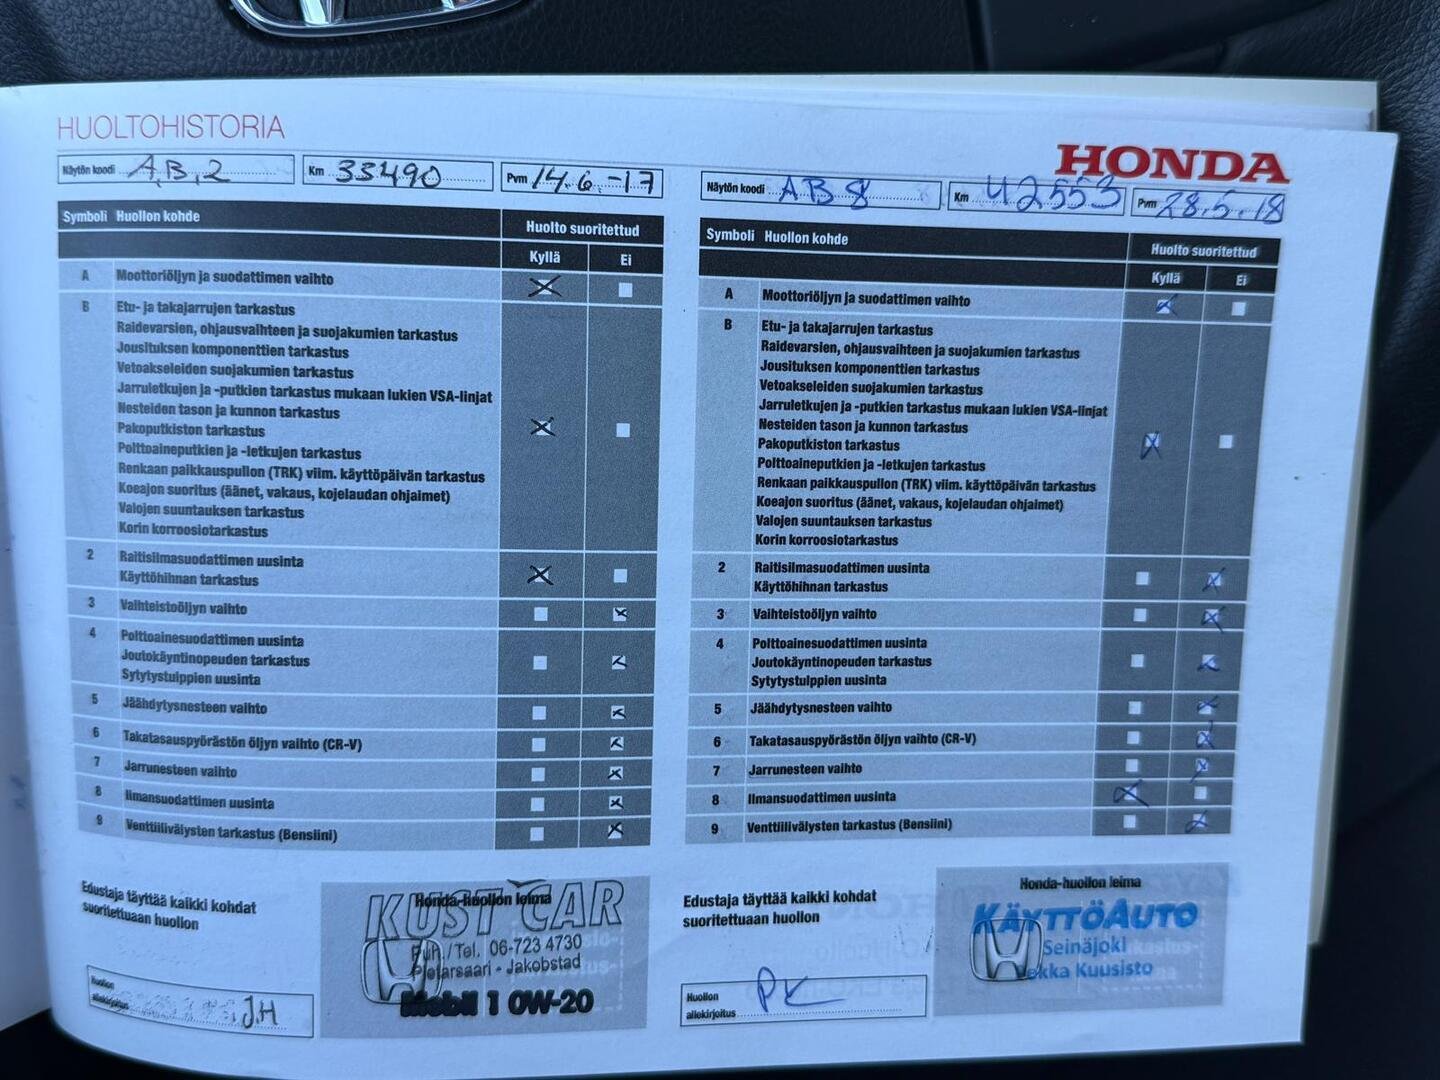 HUOLTOHISTORIA
HONDA
Näytön koodi A,B,2 Km 33490 Pvm 14.6.-17
Symboli Huollon kohde Huolto suoritettud
Kyllä Ei
A Moottoriöljyn ja suodattimen vaihto
B Etu- ja takajarrujen tarkastus
Raidevarsien, ohjausvaihteen ja suojakumien tarkastus
Jousituksen komponenttien tarkastus
Vetoakseleiden suojakumien tarkastus
Jarruletkujen ja -putkien tarkastus mukaan lukien VSA-linjat
Nesteiden tason ja kunnon tarkastus
Pakoputkiston tarkastus
Polttoaineputkien ja -letkujen tarkastus
Renkaan paikkauspullon (TRK) viim. käyttöpäivän tarkastus
Koeajon suoritus (äänet, vakaus, kojelaudan ohjaimet)
Valojen suuntauksen tarkastus
Korin korroosiotarkastus
2 Raitisilmasuodattimen uusinta
Käyttöhihnan tarkastus
3 Vaihteistoöljyn vaihto
4 Polttoainesuodattimen uusinta
Joutokäyntinopeuden tarkastus
Sytytystulppien uusinta
5 Jäähdytysnesteen vaihto
6 Takatasauspyörästön öljyn vaihto (CR-V)
7 Jarrunesteen vaihto
8 Ilmansuodattimen uusinta
9 Venttiilivälysten tarkastus (Bensiini)
Edustaja täyttää kaikki kohdat
suoritettuaan huollon
Huollon
allekirjoitus J.H
Honda-huollon leima
KUST CAR
Puh./Tel. 06-723 4730
Pietarsaari - Jakobstad
Mobil 1 0W-20
Näytön koodi AB8 Km 42553 Pvm 28.5.18
Symboli Huollon kohde Huolto suoritettud
Kyllä Ei
A Moottoriöljyn ja suodattimen vaihto
B Etu- ja takajarrujen tarkastus
Raidevarsien, ohjausvaihteen ja suojakumien tarkastus
Jousituksen komponenttien tarkastus
Vetoakseleiden suojakumien tarkastus
Jarruletkujen ja -putkien tarkastus mukaan lukien VSA-linjat
Nesteiden tason ja kunnon tarkastus
Pakoputkiston tarkastus
Polttoaineputkien ja -letkujen tarkastus
Renkaan paikkauspullon (TRK) viim. käyttöpäivän tarkastus
Koeajon suoritus (äänet, vakaus, kojelaudan ohjaimet)
Valojen suuntauksen tarkastus
Korin korroosiotarkastus
2 Raitisilmasuodattimen uusinta
Käyttöhihnan tarkastus
3 Vaihteistoöljyn vaihto
4 Polttoainesuodattimen uusinta
Joutokäyntinopeuden tarkastus
Sytytystulppien uusinta
5 Jäähdytysnesteen vaihto
6 Takatasauspyörästön öljyn vaihto (CR-V)
7 Jarrunesteen vaihto
8 Ilmansuodattimen uusinta
9 Venttiilivälysten tarkastus (Bensiini)
Edustaja täyttää kaikki kohdat
suoritettuaan huollon
Huollon
allekirjoitus PK
Honda-huollon leima
KÄYTTÖAUTO
Seinäjoki
Pekka Kuusisto